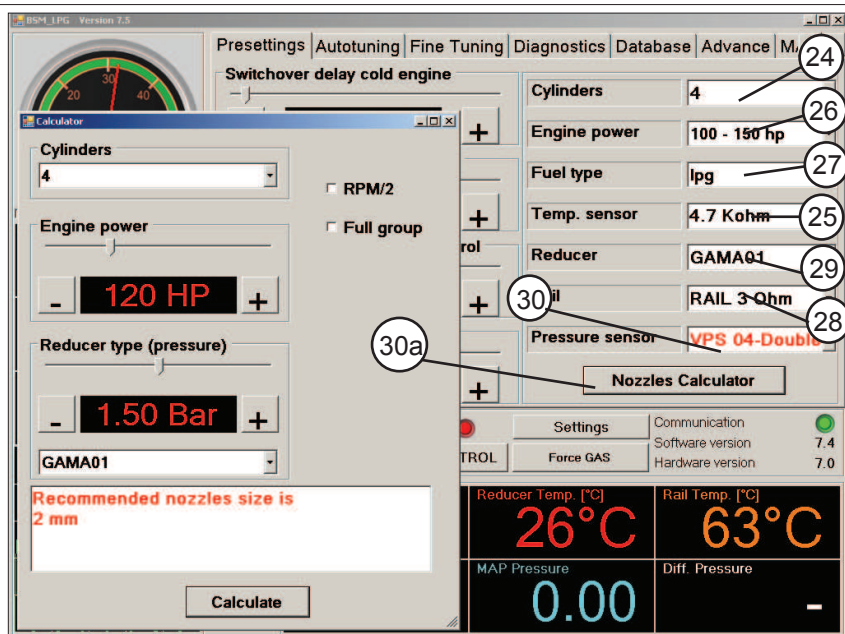 BSM_LPG Version 7.5
20
30
40
Presettings Autotuning Fine Tuning Diagnostics Database Advance
Switchover delay cold engine
+
+
rol
+
+
Cylinders 4
Engine power 100 - 150 hp
Fuel type lpg
Temp. sensor 4.7 Kohm
Reducer GAMA01
il RAIL 3 Ohm
Pressure sensor VPS 04-Double
Nozzles Calculator
24
26
27
25
29
28
30
30a
Calculator
Cylinders
4
RPM/2
Full group
Engine power
- 120 HP +
Reducer type (pressure)
- 1.50 Bar +
GAMA01
Recommended nozzles size is
2 mm
Calculate
TROL
Settings
Force GAS
Communication
Software version 7.4
Hardware version 7.0
Reducer Temp. [°C]
26°C
Rail Temp. [°C]
63°C
MAP Pressure
0.00
Diff. Pressure
-